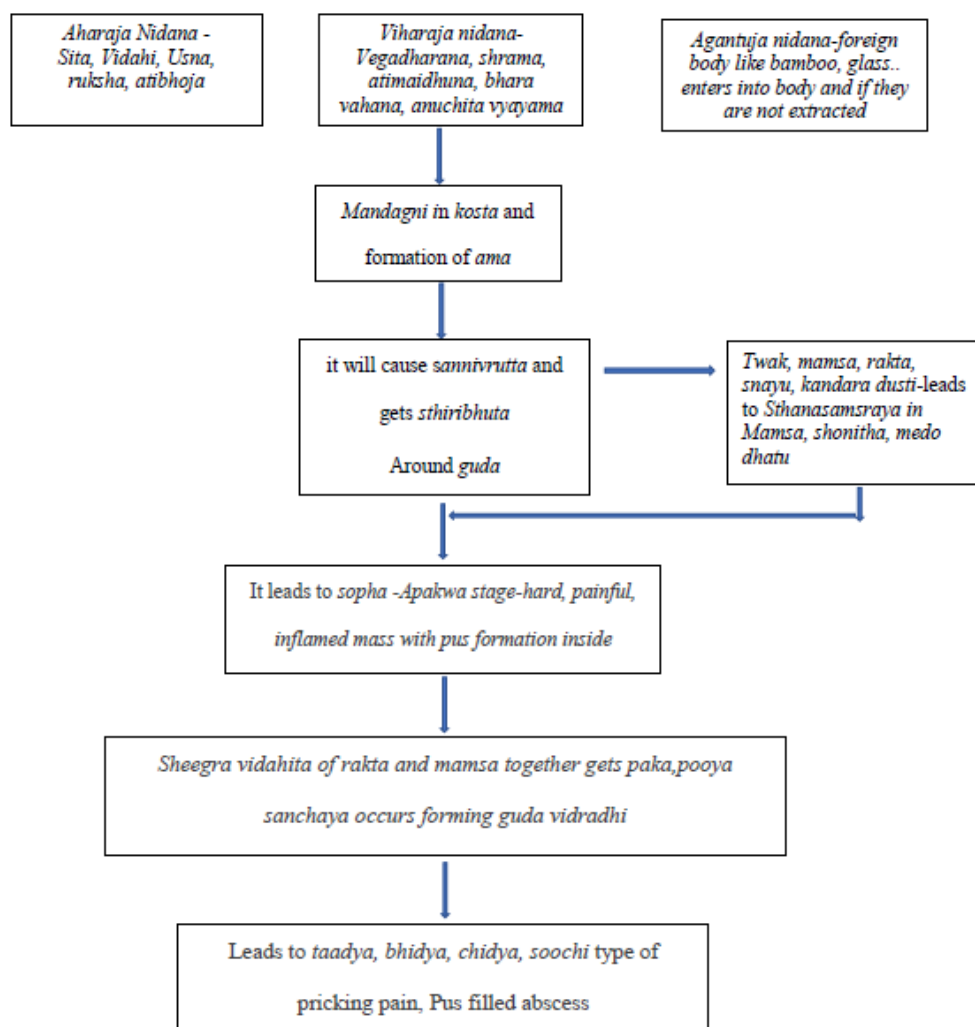 Aharaja Nidana -
Sita, Vidahi, Usna,
ruksha, atibhoja
Viharaja nidana-
Vegadharana, shrama,
atimaidhuna, bhara
vahana, anuchita vyayama
Agantuja nidana-foreign
body like bamboo, glass..
enters into body and if they
are not extracted
Mandagni in kosta and
formation of ama
it will cause sannivrutta and
gets sthiribhuta
Around guda
Twak, mamsa, rakta,
snayu, kandara dusti-leads
to Sthanasamsraya in
Mamsa, shonitha, medo
dhatu
It leads to sopha -Apakwa stage-hard, painful,
inflamed mass with pus formation inside
Sheegra vidahita of rakta and mamsa together gets paka,pooya
sanchaya occurs forming guda vidradhi
Leads to taadya, bhidya, chidya, soochi type of
pricking pain, Pus filled abscess